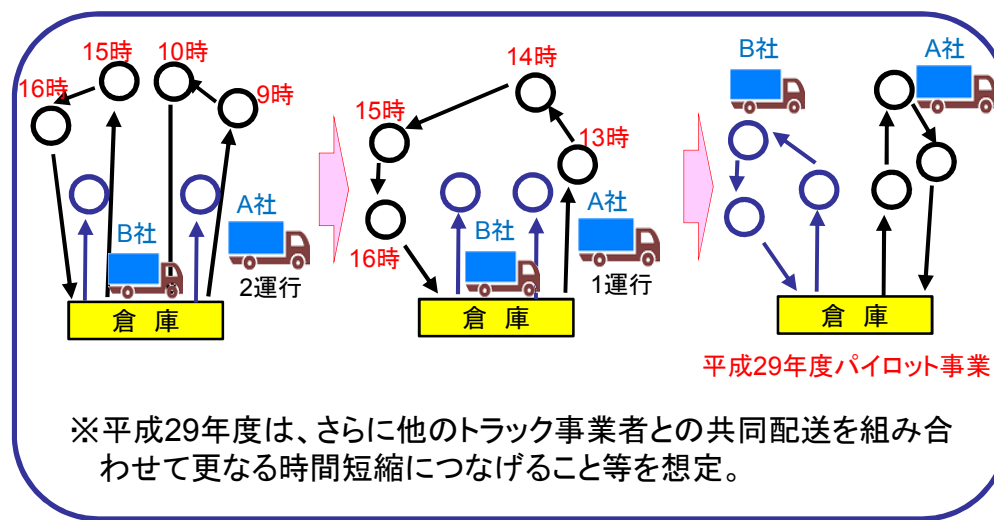 15時
10時
16時
9時
B社
A社
2運行
倉 庫
14時
15時
13時
16時
B社
A社
1運行
倉 庫
B社
A社
倉 庫
平成29年度パイロット事業
※平成29年度は、さらに他のトラック事業者との共同配送を組み合
わせて更なる時間短縮につなげること等を想定。